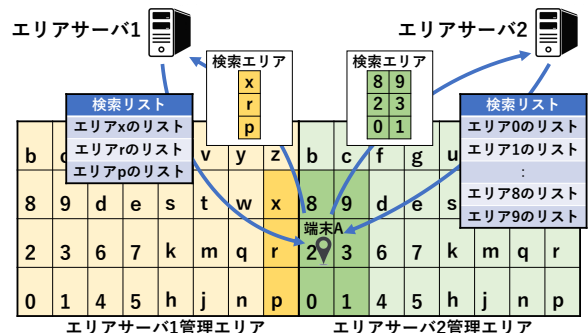 エリアサーバ1
エリアサーバ2
検索エリア
x
r
p
検索エリア
8 9
2 3
0 1
検索リスト
エリアxのリスト
エリアrのリスト
エリアpのリスト
検索リスト
エリア0のリスト
エリア1のリスト
:
エリア8のリスト
エリア9のリスト
b v y z b c f g u
8 9 d e s t w x 8 9 d e s
端末A
2 3 6 7 k m q r 2 3 6 7 k m q r
0 1 4 5 h j n p 0 1 4 5 h j n p
エリアサーバ1管理エリア
エリアサーバ2管理エリア